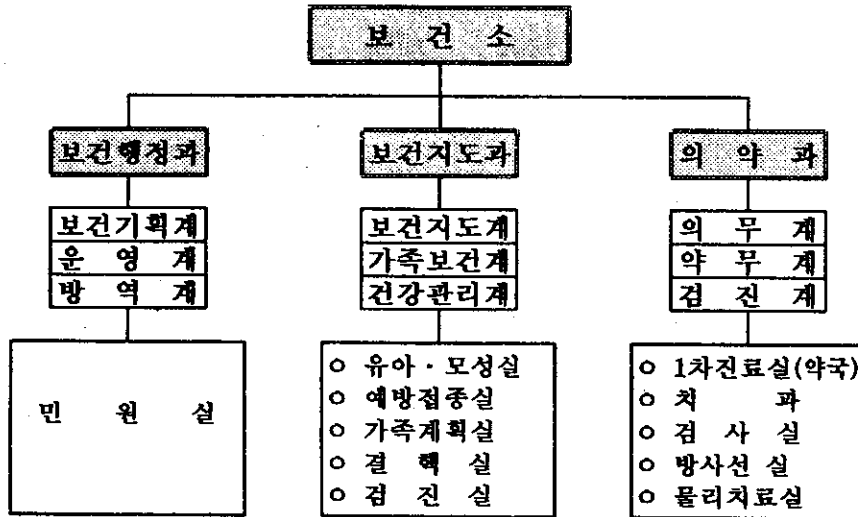 보 건 소
보건행정과
보건기획계
운 영 계
방 역 계
민 원 실
보건지도과
보건지도계
가족보건계
건강관리계
○ 유아 · 모성실
○ 예방접종실
○ 가족계획실
○ 결 핵 실
○ 검 진 실
의 약 과
의 무 계
약 무 계
검 진 계
○ 1차진료실(약국)
○ 치 과
○ 검 사 실
○ 방사선 실
○ 물리치료실